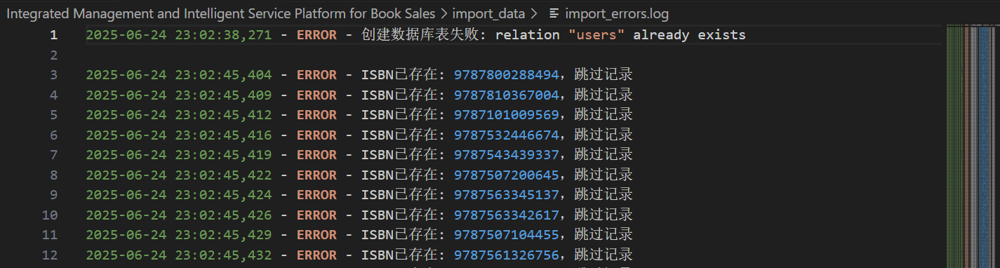 Integrated Management and Intelligent Service Platform for Book Sales > import_data > import_errors.log
1 2025-06-24 23:02:38,271 - ERROR - 创建数据库表失败: relation "users" already exists
2
3 2025-06-24 23:02:45,404 - ERROR - ISBN已存在: 9787800288494，跳过记录
4 2025-06-24 23:02:45,409 - ERROR - ISBN已存在: 9787810367004，跳过记录
5 2025-06-24 23:02:45,412 - ERROR - ISBN已存在: 9787101009569，跳过记录
6 2025-06-24 23:02:45,416 - ERROR - ISBN已存在: 9787532446674，跳过记录
7 2025-06-24 23:02:45,419 - ERROR - ISBN已存在: 9787543439337，跳过记录
8 2025-06-24 23:02:45,422 - ERROR - ISBN已存在: 9787507200645，跳过记录
9 2025-06-24 23:02:45,424 - ERROR - ISBN已存在: 9787563345137，跳过记录
10 2025-06-24 23:02:45,426 - ERROR - ISBN已存在: 9787563342617，跳过记录
11 2025-06-24 23:02:45,429 - ERROR - ISBN已存在: 9787507104455，跳过记录
12 2025-06-24 23:02:45,432 - ERROR - ISBN已存在: 9787561326756，跳过记录